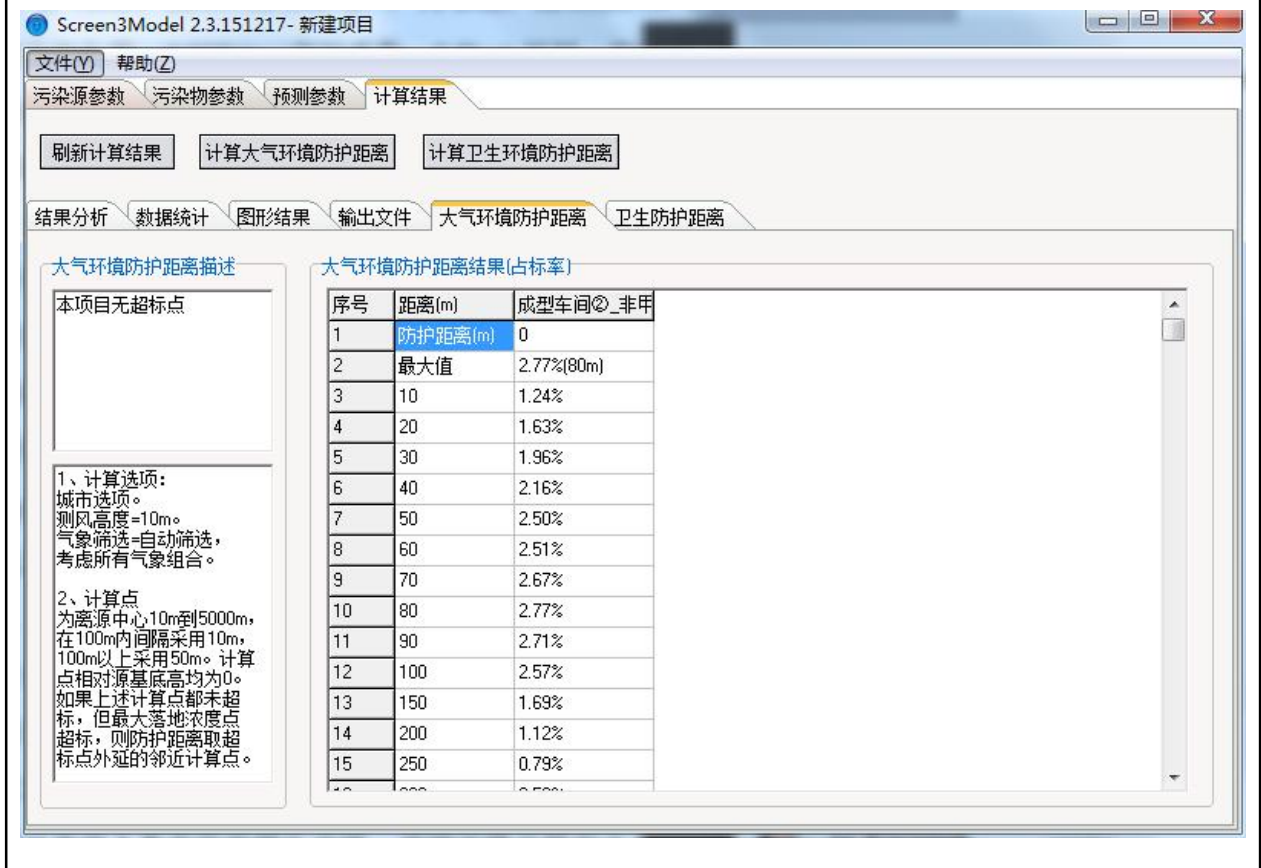 Screen3Model 2.3.151217- 新建项目
文件(Y) 帮助(Z)
污染源参数 污染物参数 预测参数 计算结果
刷新计算结果 计算大气环境防护距离 计算卫生环境防护距离
结果分析 数据统计 图形结果 输出文件 大气环境防护距离 卫生防护距离
大气环境防护距离描述
本项目无超标点
1、计算选项：
城市选项。
测风高度=10m。
气象筛选=自动筛选，
考虑所有气象组合。
2、计算点
为离源中心10m到5000m，
在100m内间隔采用10m，
100m以上采用50m。计算
点相对源基底高均为0。
如果上述计算点都未超
标，但最大落地浓度点
超标，则防护距离取超
标点外延的邻近计算点。
大气环境防护距离结果(占标率)
序号 距离(m) 成型车间②_非甲
1 防护距离(m) 0
2 最大值 2.77%(80m)
3 10 1.24%
4 20 1.63%
5 30 1.96%
6 40 2.16%
7 50 2.50%
8 60 2.51%
9 70 2.67%
10 80 2.77%
11 90 2.71%
12 100 2.57%
13 150 1.69%
14 200 1.12%
15 250 0.79%